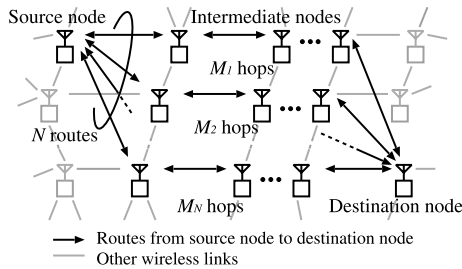 Source node
Intermediate nodes
M1 hops
N routes
M2 hops
MN hops
Destination node
Routes from source node to destination node
Other wireless links